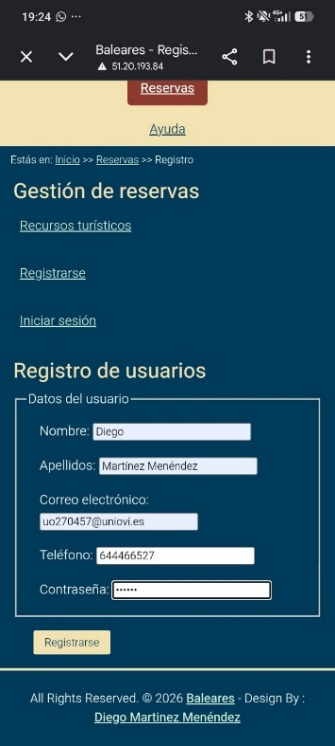 19:24
Baleares - Regis...
51.20.193.84
Reservas
Ayuda
Estás en: Inicio >> Reservas >> Registro
Gestión de reservas
Recursos turísticos
Registrarse
Iniciar sesión
Registro de usuarios
Datos del usuario
Nombre: Diego
Apellidos: Martínez Menéndez
Correo electrónico:
uo270457@uniovi.es
Teléfono: 644466527
Contraseña: ••••••
Registrarse
All Rights Reserved. © 2026 Baleares - Design By :
Diego Martinez Menéndez